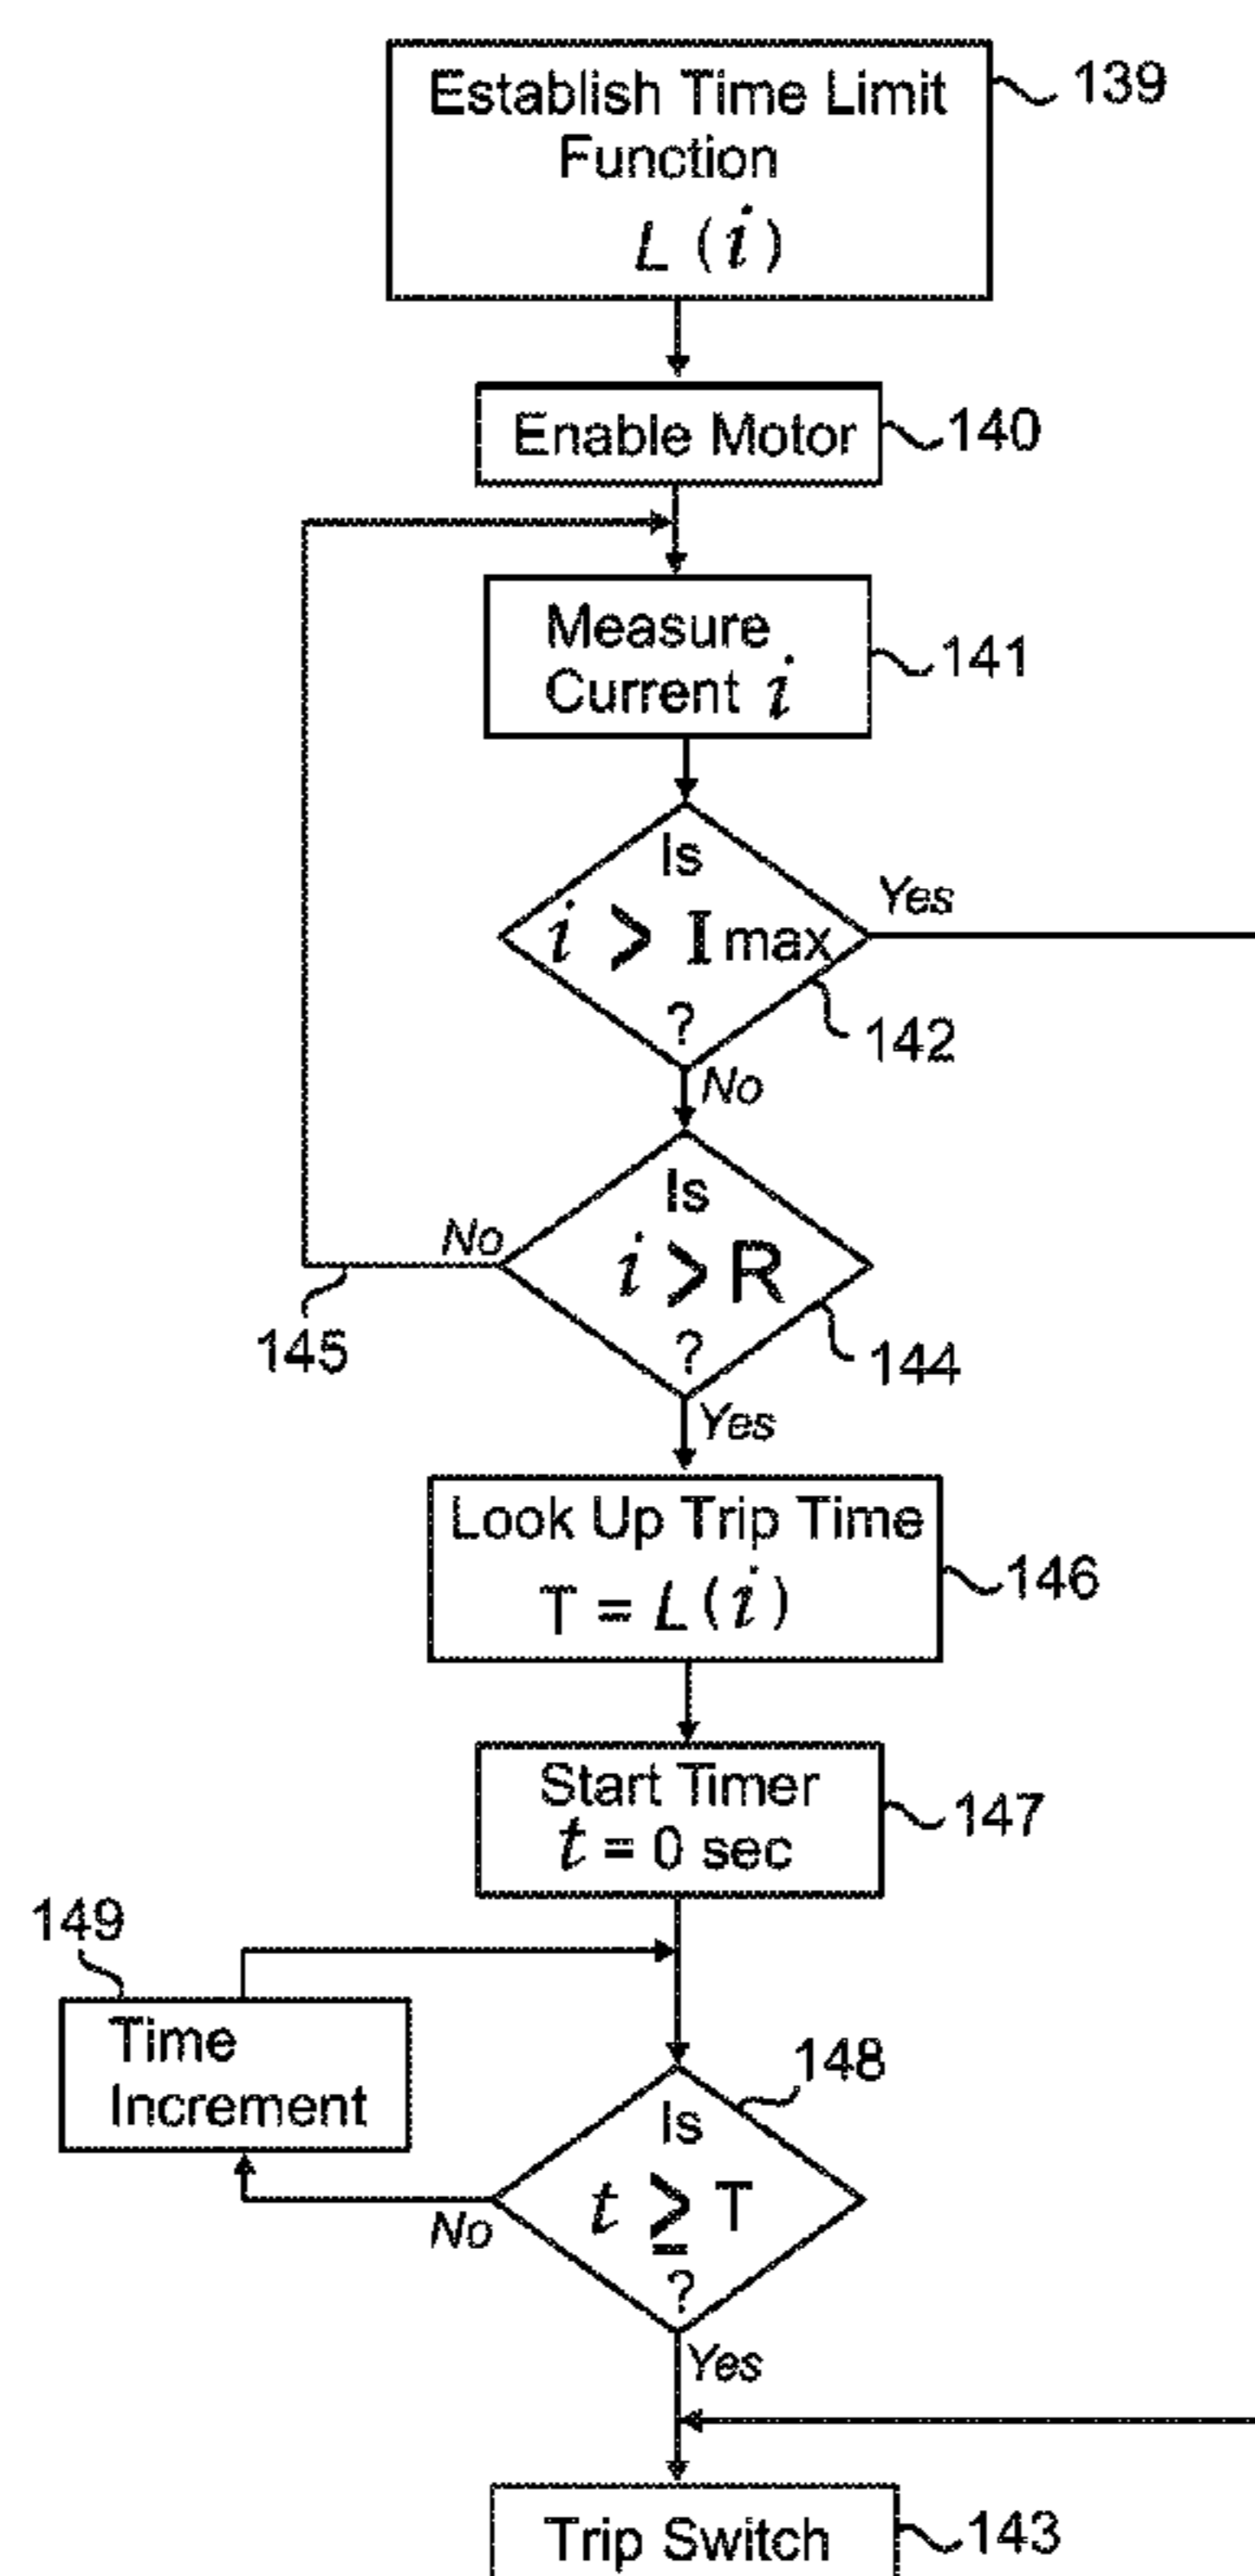 Establish Time Limit
Function
L (i)
139
Enable Motor
140
Measure
Current i
141
Is
i > I max
?
Yes
142
No
Is
i > R
?
No
145
144
Yes
Look Up Trip Time
T = L (i)
146
Start Timer
t = 0 sec
147
149
Time
Increment
148
Is
t ≥ T
?
No
Yes
Trip Switch
143